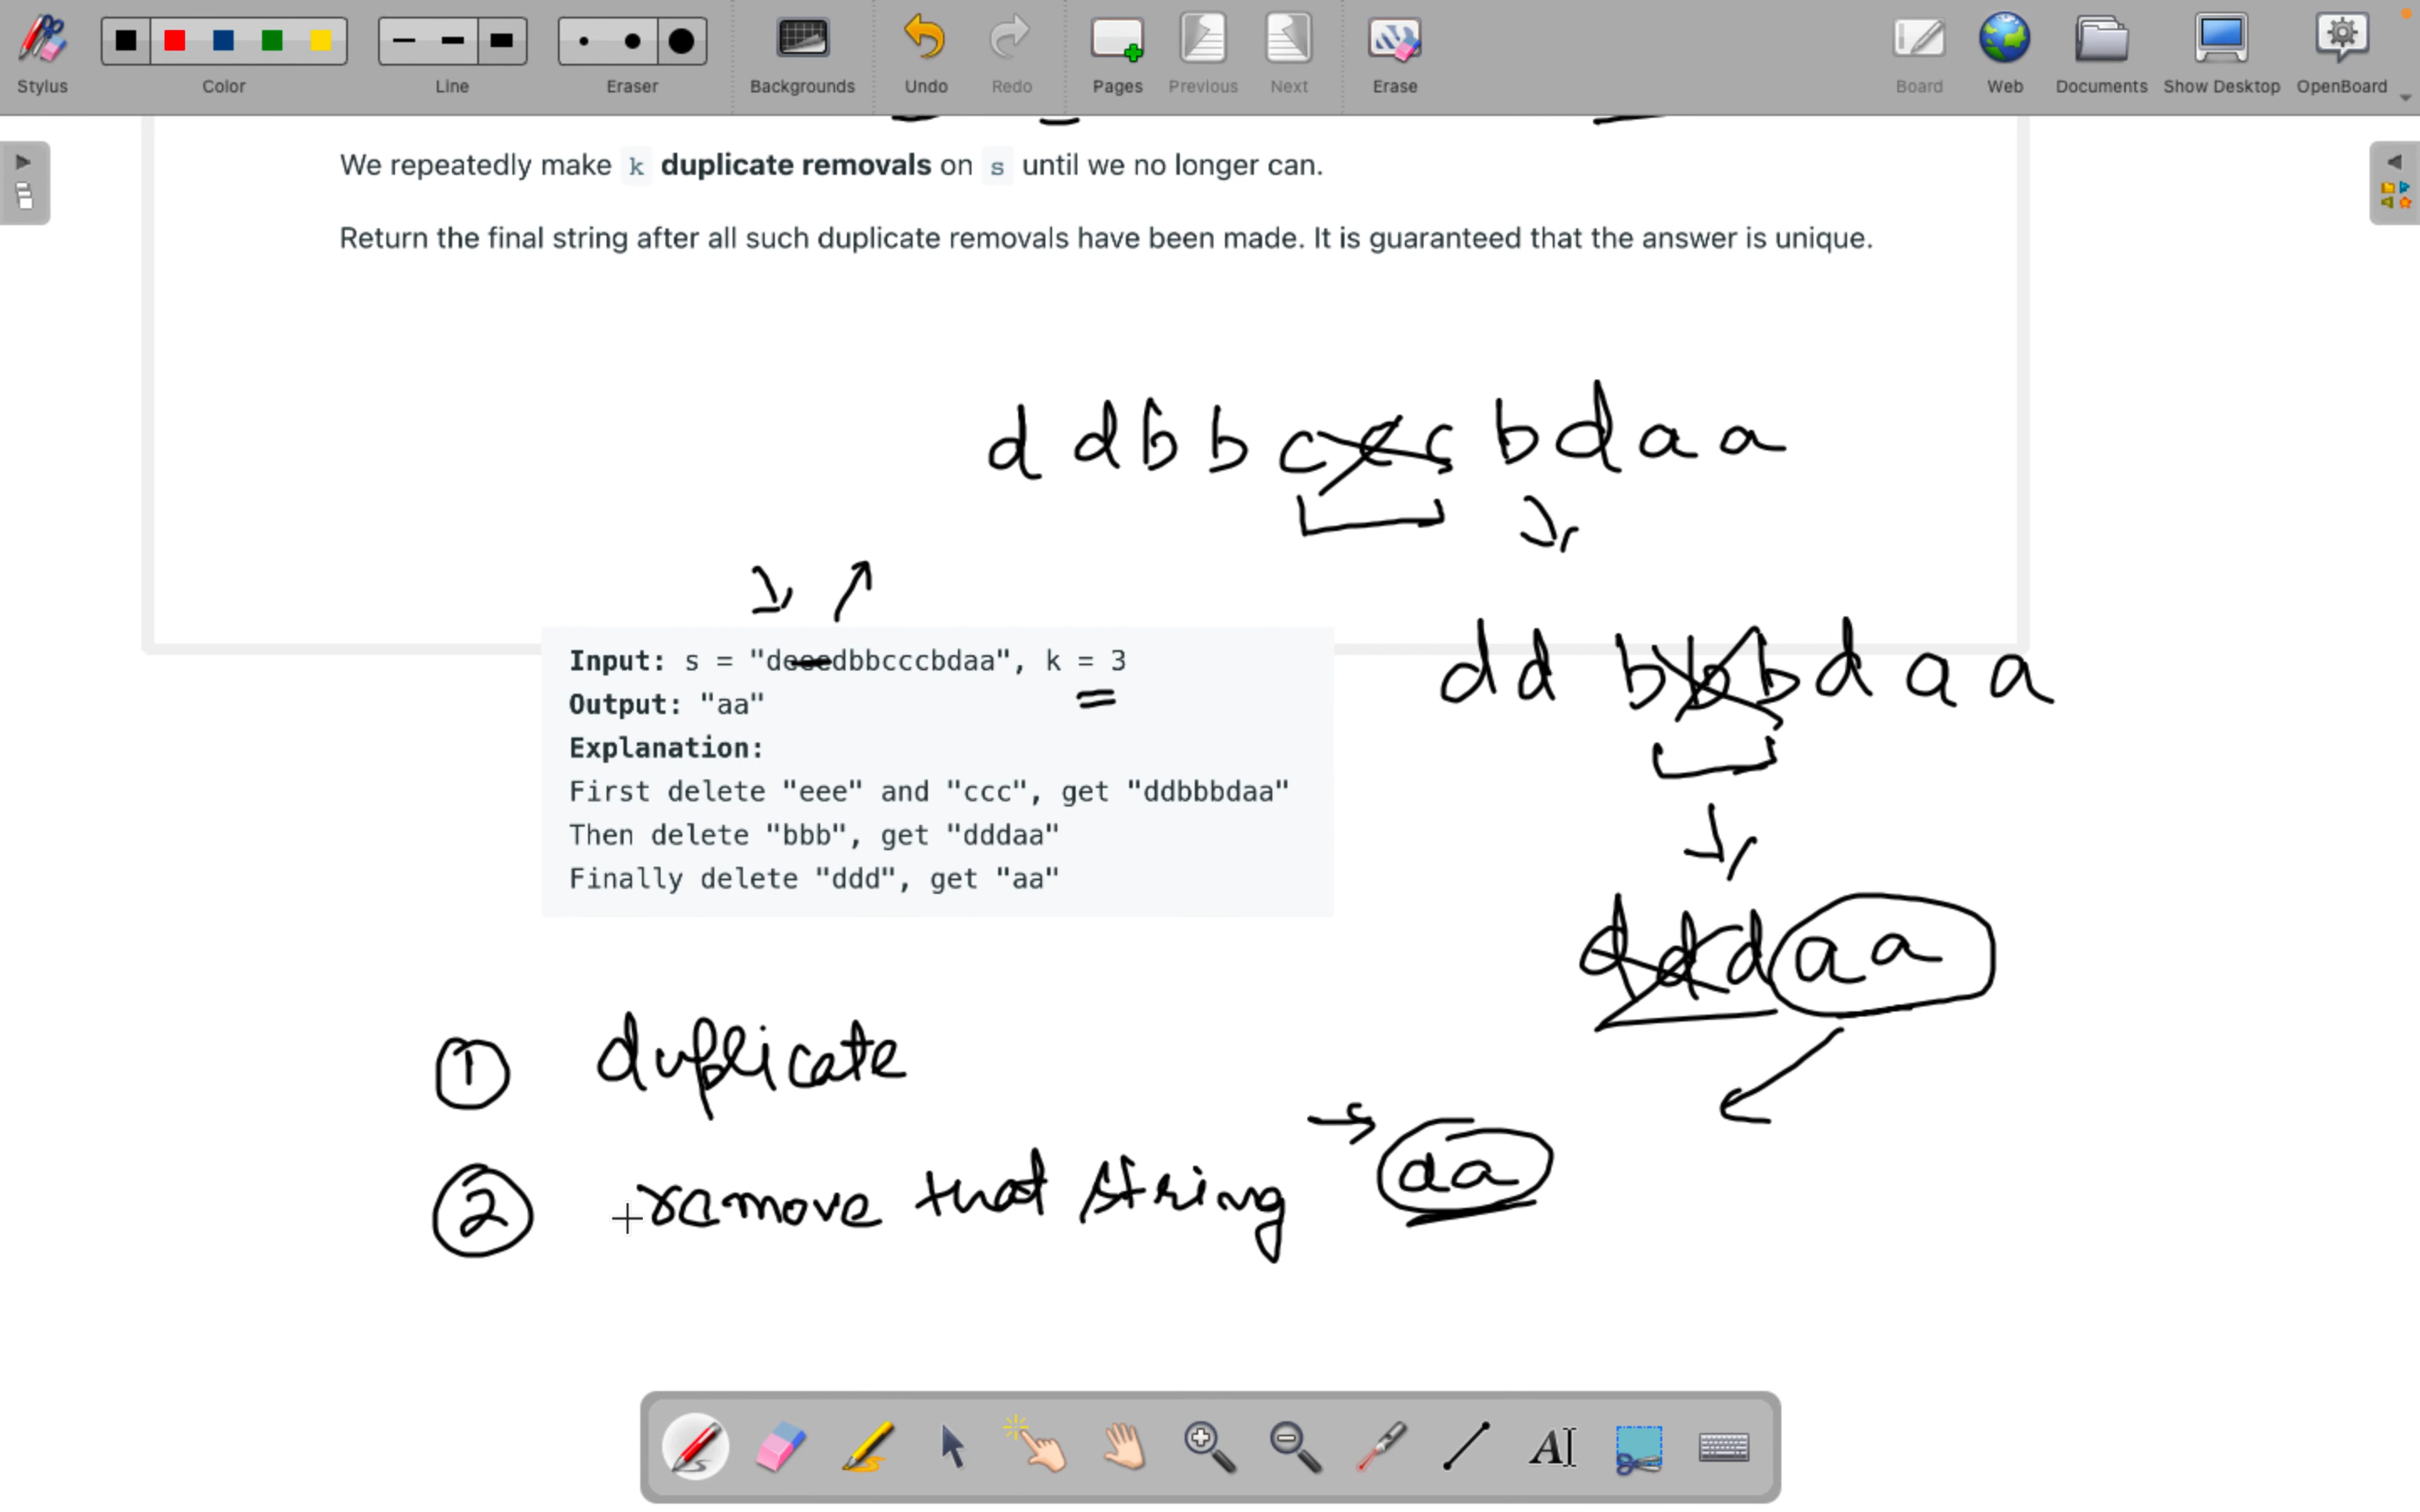 Stylus Color Line Eraser Backgrounds Undo Redo Pages Previous Next Erase Board Web Documents Show Desktop OpenBoard
We repeatedly make k duplicate removals on s until we no longer can.
Return the final string after all such duplicate removals have been made. It is guaranteed that the answer is unique.
d d b b c c c b d a a
Input: s = "deeedbbcccbdaa", k = 3
Output: "aa"
Explanation:
First delete "eee" and "ccc", get "ddbbbdaa"
Then delete "bbb", get "dddaa"
Finally delete "ddd", get "aa"
d d b b b d a a
d d d a a
1 duplicate
2 remove that string → aa
AI